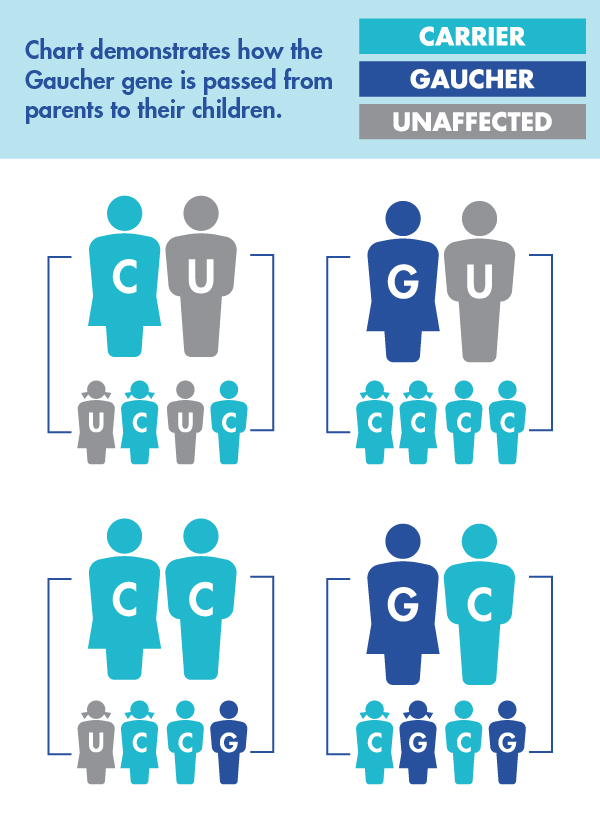 Chart demonstrates how the
Gaucher gene is passed from
parents to their children.
CARRIER
GAUCHER
UNAFFECTED
C U
U C U C
G U
C C C C
C C
U C C G
G C
C G C G